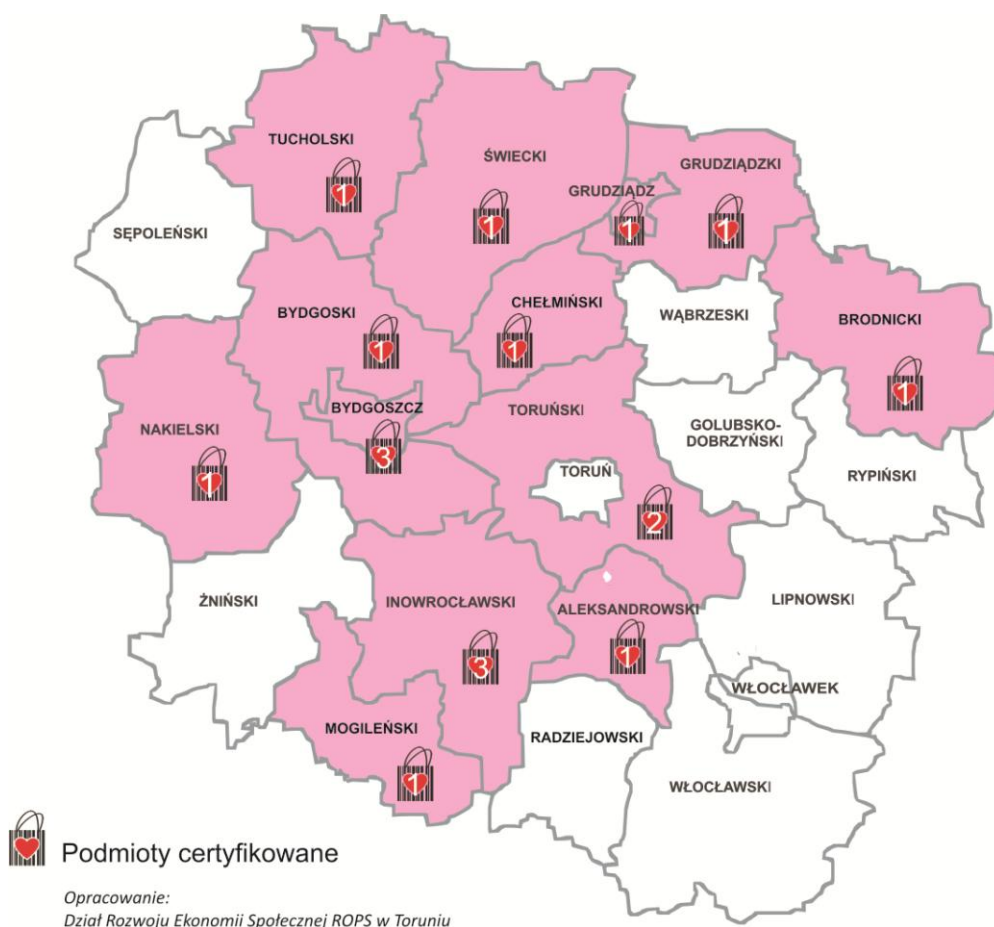 TUCHOLSKI
1
ŚWIECKI
1
GRUDZIĄDZKI
1
GRUDZIĄDZ
1
SĘPOLEŃSKI
BYDGOSKI
1
CHEŁMIŃSKI
1
WĄBRZESKI
BRODNICKI
1
BYDGOSZCZ
3
NAKIELSKI
1
TORUŃSKI
2
TORUŃ
GOLUBSKO-
DOBRZYŃSKI
RYPIŃSKI
ŻNIŃSKI
INOWROCŁAWSKI
3
ALEKSANDROWSKI
1
LIPNOWSKI
WŁOCŁAWEK
MOGILEŃSKI
1
RADZIEJOWSKI
WŁOCŁAWSKI
Podmioty certyfikowane
Opracowanie:
Dział Rozwoju Ekonomii Społecznej ROPS w Toruniu